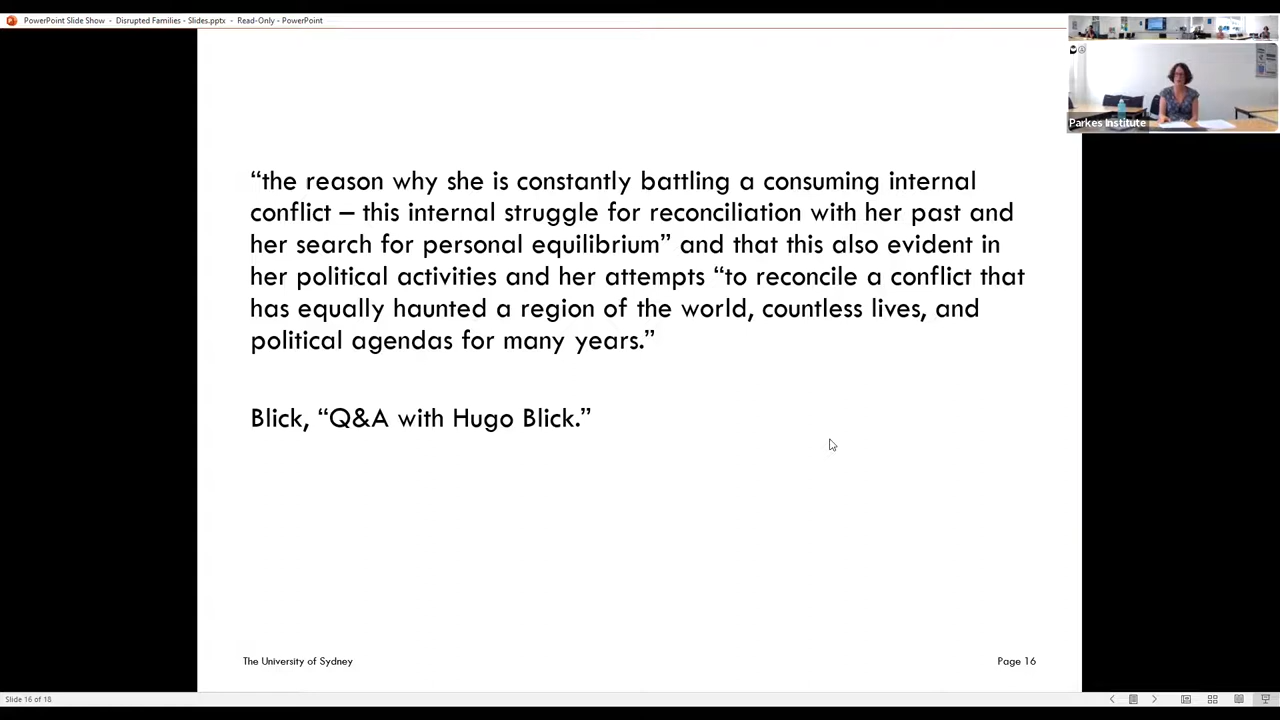 PowerPoint Slide Show - Disrupted Families - Slides.pptx - Read-Only - PowerPoint
Parkes Institute
“the reason why she is constantly battling a consuming internal
conflict – this internal struggle for reconciliation with her past and
her search for personal equilibrium” and that this also evident in
her political activities and her attempts “to reconcile a conflict that
has equally haunted a region of the world, countless lives, and
political agendas for many years.”
Blick, “Q&A with Hugo Blick.”
The University of Sydney
Page 16
Slide 16 of 18